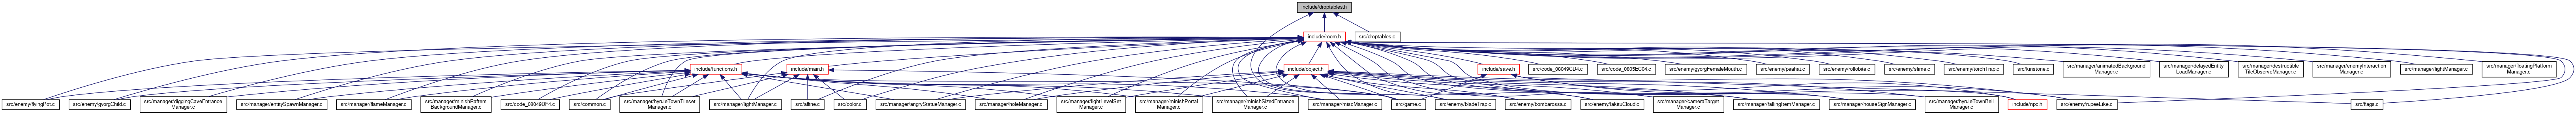 include/droptables.h
include/room.h
src/droptables.c
include/functions.h
include/main.h
include/object.h
include/save.h
src/code_08049CD4.c
src/code_0805EC04.c
src/enemy/gyorgFemaleMouth.c
src/enemy/peahat.c
src/enemy/rollobite.c
src/enemy/slime.c
src/enemy/torchTrap.c
src/kinstone.c
src/manager/animatedBackground
Manager.c
src/manager/delayedEntity
LoadManager.c
src/manager/destructible
TileObserveManager.c
src/manager/enemyInteraction
Manager.c
src/manager/fightManager.c
src/manager/floatingPlatform
Manager.c
src/enemy/flyingPot.c
src/enemy/gyorgChild.c
src/manager/diggingCaveEntrance
Manager.c
src/manager/entitySpawnManager.c
src/manager/flameManager.c
src/manager/minishRafters
BackgroundManager.c
src/code_08049DF4.c
src/common.c
src/manager/hyruleTownTileset
Manager.c
src/manager/lightManager.c
src/affine.c
src/color.c
src/manager/angryStatueManager.c
src/manager/holeManager.c
src/manager/lightLevelSet
Manager.c
src/manager/minishPortal
Manager.c
src/manager/minishSizedEntrance
Manager.c
src/manager/miscManager.c
src/game.c
src/enemy/bladeTrap.c
src/enemy/bombarossa.c
src/enemy/lakituCloud.c
src/manager/cameraTarget
Manager.c
src/manager/fallingItemManager.c
src/manager/houseSignManager.c
src/manager/hyruleTownBell
Manager.c
include/npc.h
src/enemy/rupeeLike.c
src/flags.c